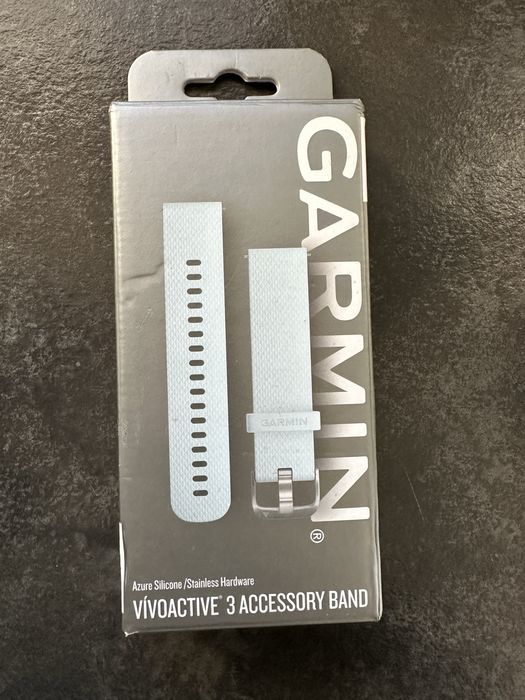 GARMIN®
GARMIN
Azure Silicone/Stainless Hardware
VÍVOACTIVE® 3 ACCESSORY BAND